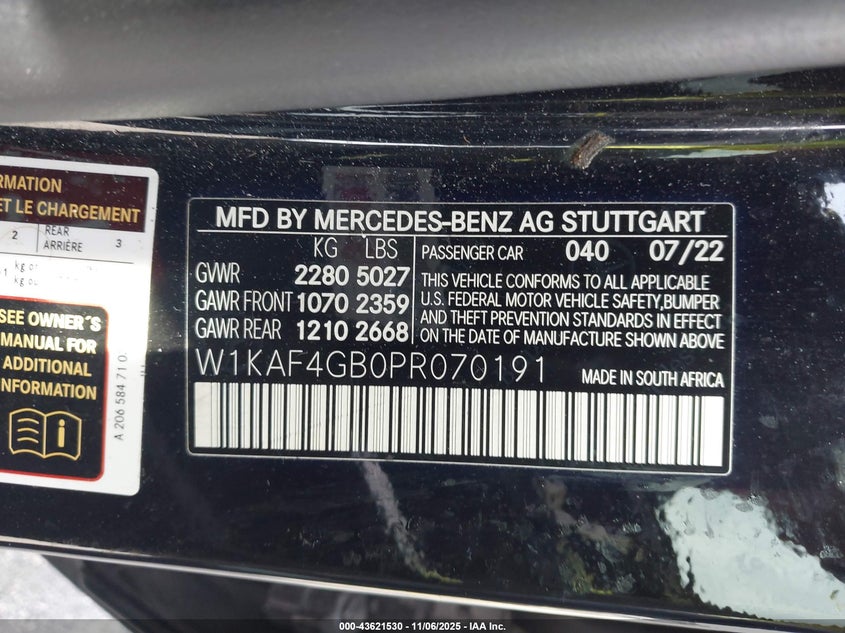 RMATION
ET LE CHARGEMENT
2 REAR ARRIÈRE 3
kg or
kg ou
SEE OWNER´S
MANUAL FOR
ADDITIONAL
INFORMATION
A 206 584 71 0
MFD BY MERCEDES-BENZ AG STUTTGART
KG LBS
GVWR 2280 5027
GAWR FRONT 1070 2359
GAWR REAR 1210 2668
PASSENGER CAR 040 07/22
THIS VEHICLE CONFORMS TO ALL APPLICABLE
U.S. FEDERAL MOTOR VEHICLE SAFETY,BUMPER
AND THEFT PREVENTION STANDARDS IN EFFECT
ON THE DATE OF MANUFACTURE SHOWN ABOVE
W1KAF4GB0PR070191
MADE IN SOUTH AFRICA
000-43621530 - 11/06/2025 - IAA Inc.